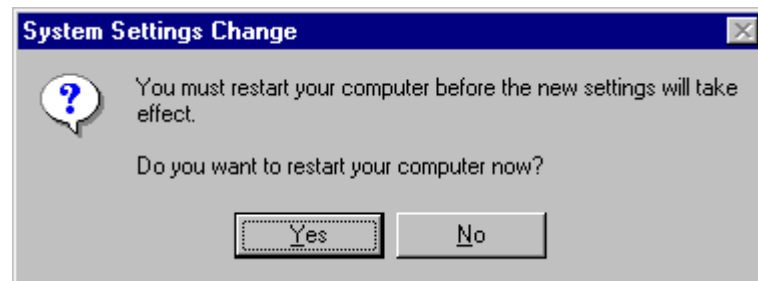 System Settings Change
You must restart your computer before the new settings will take
effect.
Do you want to restart your computer now?
Yes
No